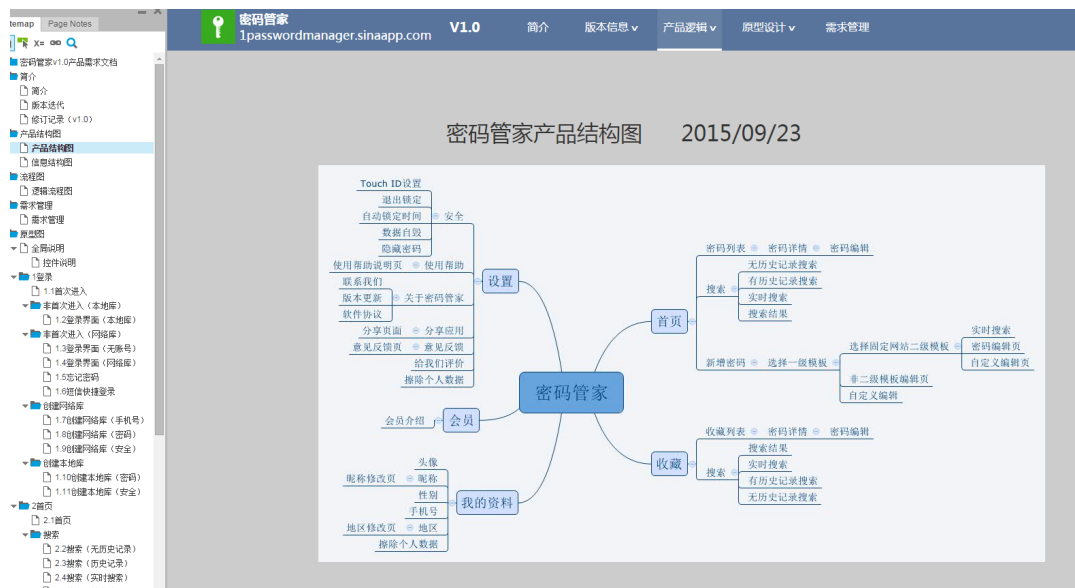 Page Notes
密码管家v1.0产品需求文档
简介
简介
版本迭代
修订记录（v1.0）
产品结构图
产品结构图
信息结构图
流程图
逻辑流程图
需求管理
需求管理
原型图
全局说明
控件说明
1登录
1.1首次进入
非首次进入（本地库）
1.2登录界面（本地库）
非首次进入（网络库）
1.3登录界面（无账号）
1.4登录界面（网络库）
1.5忘记密码
1.6短信快捷登录
创建网络库
1.7创建网络库（手机号）
1.8创建网络库（密码）
1.9创建网络库（安全）
创建本地库
1.10创建本地库（密码）
1.11创建本地库（安全）
2首页
2.1首页
搜索
2.2搜索（无历史记录）
2.3搜索（历史记录）
2.4搜索（实时搜索）
密码管家
1passwordmanager.sinaapp.com
V1.0 简介 版本信息 产品逻辑 原型设计 需求管理
密码管家产品结构图 2015/09/23
Touch ID设置
退出锁定
自动锁定时间 安全
数据自毁
隐藏密码
使用帮助说明页 使用帮助
设置
联系我们
版本更新 关于密码管家
软件协议
分享页面 分享应用
意见反馈页 意见反馈
给我们评价
擦除个人数据
密码管家
会员介绍 会员
头像
昵称修改页 昵称
性别
我的资料
手机号
地区修改页 地区
擦除个人数据
密码列表 密码详情 密码编辑
无历史记录搜索
有历史记录搜索
搜索
实时搜索
搜索结果
首页
新增密码 选择一级模板
选择固定网站二级模板
实时搜索
密码编辑页
自定义编辑页
非二级模板编辑页
自定义编辑
收藏列表 密码详情 密码编辑
收藏
搜索
搜索结果
实时搜索
有历史记录搜索
无历史记录搜索